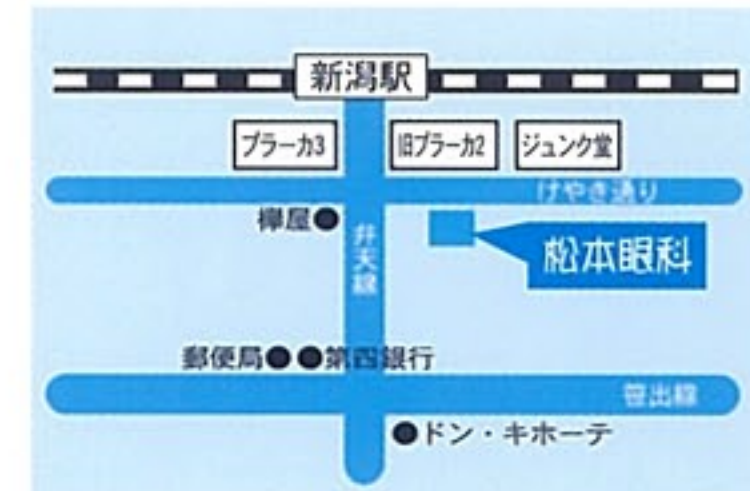 新潟駅
プラーカ3
旧プラーカ2
ジュンク堂
けやき通り
欅屋
弁天線
松本眼科
郵便局
第四銀行
笹出線
ドン・キホーテ